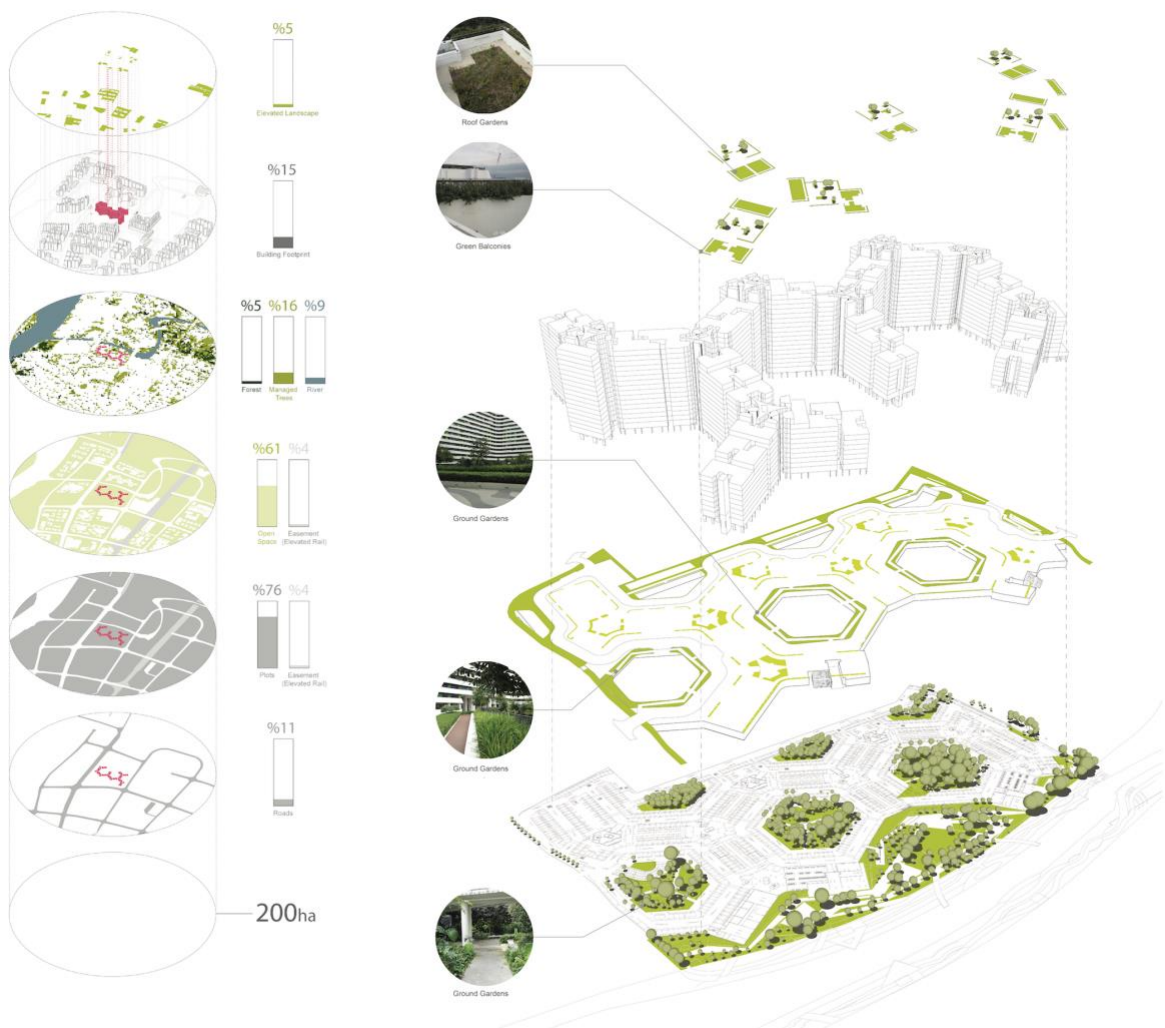 %5
Elevated Landscape
%15
Building Footprint
%5 %16 %9
Forest Managed River
Trees
%61 %4
Open Easement
Space (Elevated Rail)
%76 %4
Plots Easement
(Elevated Rail)
%11
Roads
200ha
Roof Gardens
Green Balconies
Ground Gardens
Ground Gardens
Ground Gardens